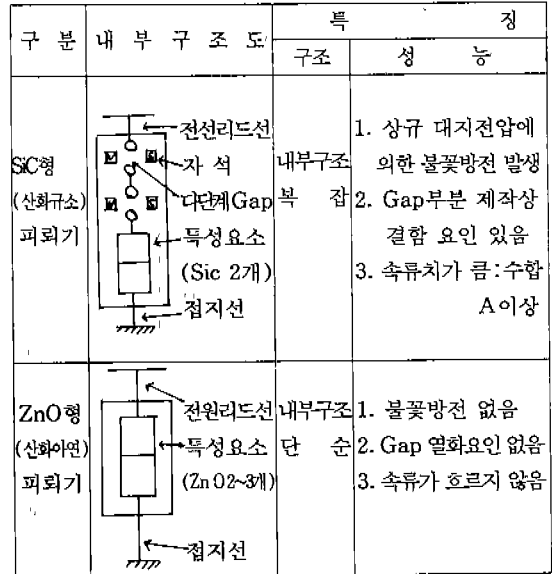 구 분
내 부 구 조 도
특 징
구조
성 능
SiC형
(산화규소)
피뢰기
전선리드선
자 석
다단계Gap
특성요소
(Sic 2개)
접지선
내부구조
복 잡
1. 상규 대지전압에
의한 불꽃방전 발생
2. Gap부분 제작상
결함 요인 있음
3. 속류치가 큼:수합
A이상
ZnO형
(산화아연)
피뢰기
전원리드선
특성요소
(Zn O2~3개)
접지선
내부구조
단 순
1. 불꽃방전 없음
2. Gap 열화요인 없음
3. 속류가 흐르지 않음